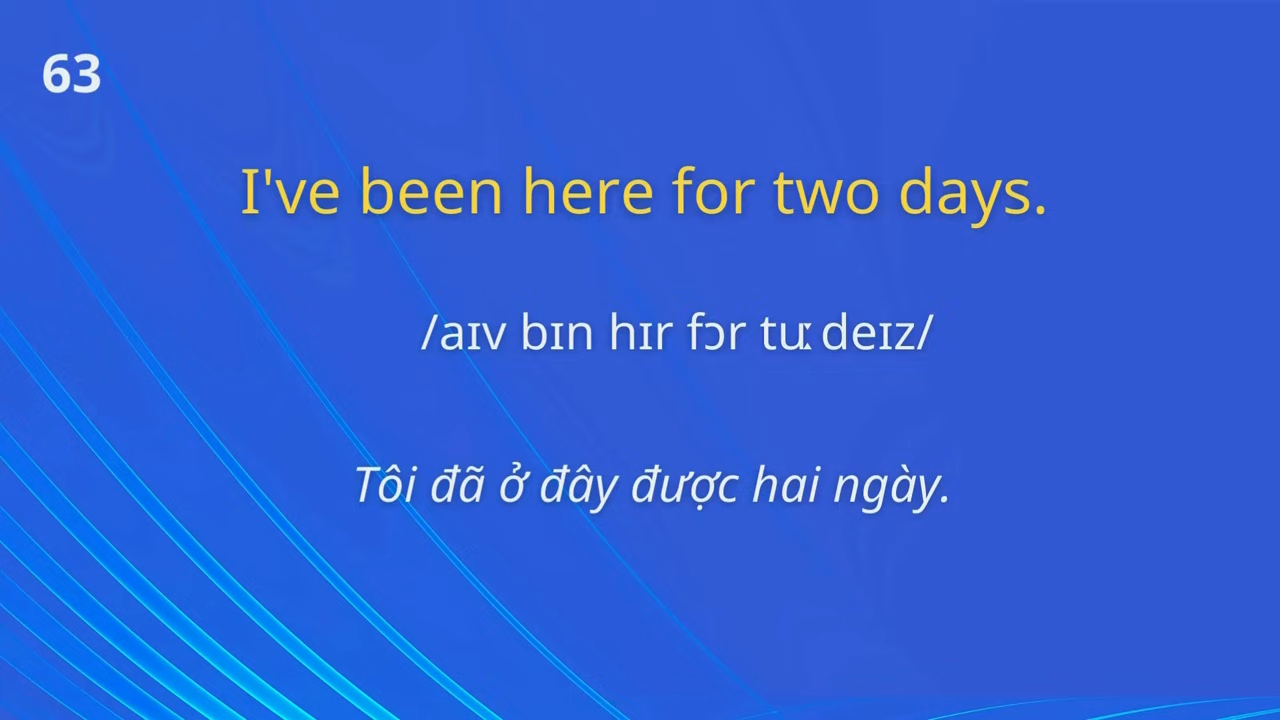 63
I've been here for two days.
/aɪv bɪn hɪr fɔr tuː deɪz/
Tôi đã ở đây được hai ngày.